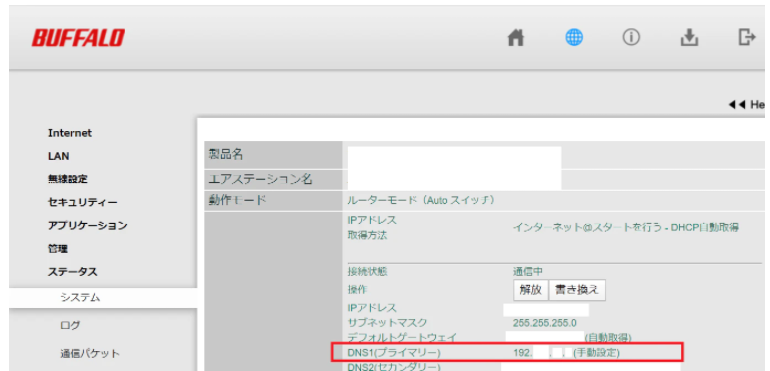 BUFFALO
◀◀ He
Internet
LAN
無線設定
セキュリティー
アプリケーション
管理
ステータス
システム
ログ
通信パケット
製品名
エアステーション名
動作モード ルーターモード（Auto スイッチ）
IPアドレス
取得方法 インターネット@スタートを行う - DHCP自動取得
接続状態 通信中
操作 解放 書き換え
IPアドレス
サブネットマスク 255.255.255.0
デフォルトゲートウェイ (自動取得)
DNS1(プライマリー) 192. . . (手動設定)
DNS2(セカンダリー)